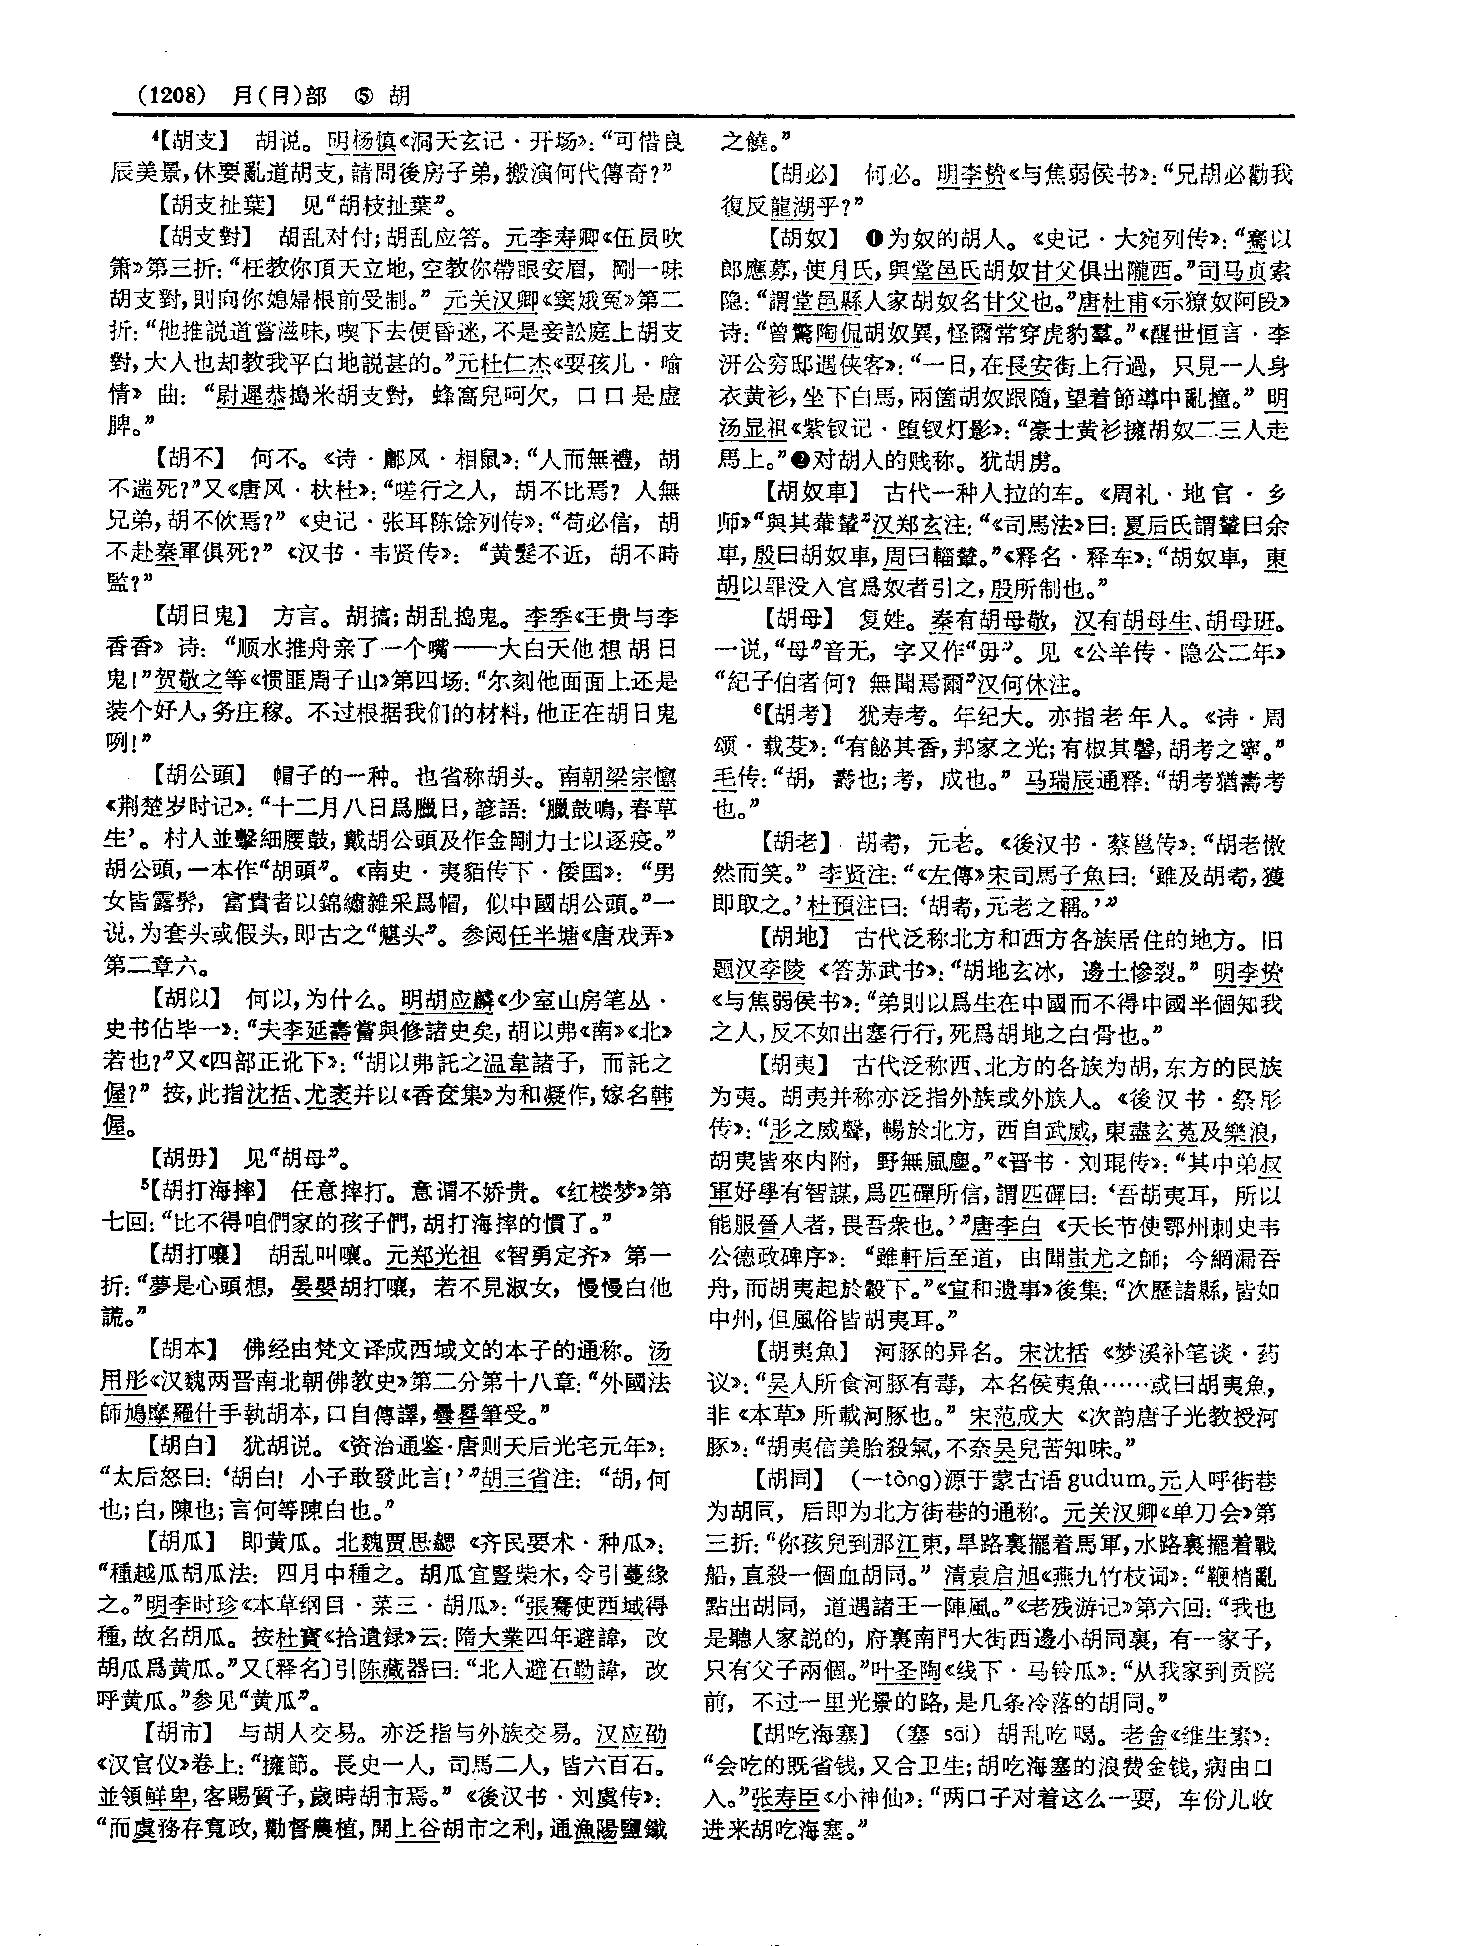 (1208) 月(⺝)部 ⑤ 胡
⁴【胡支】 胡说。明杨慎《洞天玄记·开场》：“可惜良
辰美景，休要亂道胡支，請問後房子弟，搬演何代傳奇？”
【胡支扯葉】 见“胡枝扯葉”。
【胡支對】 胡乱对付；胡乱应答。元李寿卿《伍员吹
箫》第三折：“枉教你頂天立地，空教你帶眼安眉，剛一味
胡支對，則向你媳婦根前受制。” 元关汉卿《窦娥冤》第二
折：“他推説道嘗滋味，喫下去便昏迷，不是妾訟庭上胡支
對，大人也却教我平白地説甚的。”元杜仁杰《耍孩儿·喻
情》曲：“尉遲恭搗米胡支對，蜂窩兒呵欠，口口是虚
脾。”
【胡不】 何不。《诗·鄘风·相鼠》：“人而無禮，胡
不遄死？”又《唐风·杕杜》：“嗟行之人，胡不比焉？人無
兄弟，胡不佽焉？”《史记·张耳陈馀列传》：“苟必信，胡
不赴秦軍俱死？”《汉书·韦贤传》：“黄髮不近，胡不時
監？”
【胡日鬼】 方言。胡搞；胡乱捣鬼。李季《王贵与李
香香》诗：“顺水推舟亲了一个嘴——大白天他想胡日
鬼！”贺敬之等《惯匪周子山》第四场：“尔刻他面面上还是
装个好人，务庄稼。不过根据我们的材料，他正在胡日鬼
咧！”
【胡公頭】 帽子的一种。也省称胡头。南朝梁宗懔
《荆楚岁时记》：“十二月八日爲臘日，諺語：‘臘鼓鳴，春草
生’。村人並擊細腰鼓，戴胡公頭及作金剛力士以逐疫。”
胡公頭，一本作“胡頭”。《南史·夷貊传下·倭国》：“男
女皆露髻，富貴者以錦繡雜采爲帽，似中國胡公頭。”一
说，为套头或假头，即古之“魌头”。参阅任半塘《唐戏弄》
第二章六。
【胡以】 何以，为什么。明胡应麟《少室山房笔丛·
史书佔毕一》：“夫李延壽嘗與修諸史矣，胡以弗《南》《北》
若也？”又《四部正讹下》：“胡以弗託之温韋諸子，而託之
偓？”按，此指沈括、尤袤并以《香奁集》为和凝作，嫁名韩
偓。
【胡毋】 见“胡母”。
⁵【胡打海摔】 任意摔打。意谓不娇贵。《红楼梦》第
七回：“比不得咱們家的孩子們，胡打海摔的慣了。”
【胡打嚷】 胡乱叫嚷。元郑光祖《智勇定齐》第一
折：“夢是心頭想，晏嬰胡打嚷，若不見淑女，慢慢白他
謊。”
【胡本】 佛经由梵文译成西域文的本子的通称。汤
用彤《汉魏两晋南北朝佛教史》第二分第十八章：“外國法
師鳩摩羅什手執胡本，口自傳譯，曇晷筆受。”
【胡白】 犹胡说。《资治通鉴·唐则天后光宅元年》：
“太后怒曰：‘胡白！小子敢發此言！’”胡三省注：“胡，何
也；白，陳也；言何等陳白也。”
【胡瓜】 即黄瓜。北魏贾思勰《齐民要术·种瓜》：
“種越瓜胡瓜法：四月中種之。胡瓜宜豎柴木，令引蔓緣
之。”明李时珍《本草纲目·菜三·胡瓜》：“張騫使西域得
種，故名胡瓜。按杜寶《拾遺録》云：隋大業四年避諱，改
胡瓜爲黄瓜。”又〔释名〕引陈藏器曰：“北人避石勒諱，改
呼黄瓜。”参见“黄瓜”。
【胡市】 与胡人交易。亦泛指与外族交易。汉应劭
《汉官仪》卷上：“擁節。長史一人，司馬二人，皆六百石。
並領鮮卑，客賜質子，歲時胡市焉。”《後汉书·刘虞传》：
“而虞務存寬政，勸督農植，開上谷胡市之利，通漁陽鹽鐵
之饒。”
【胡必】 何必。明李贽《与焦弱侯书》：“兄胡必勸我
復反龍湖乎？”
【胡奴】 ❶为奴的胡人。《史记·大宛列传》：“騫以
郎應募，使月氏，與堂邑氏胡奴甘父俱出隴西。”司马贞索
隐：“謂堂邑縣人家胡奴名甘父也。”唐杜甫《示獠奴阿段》
诗：“曾驚陶侃胡奴異，怪爾常穿虎豹羣。”《醒世恒言·李
汧公穷邸遇侠客》：“一日，在長安街上行過，只見一人身
衣黄衫，坐下白馬，兩箇胡奴跟隨，望着節導中亂撞。” 明
汤显祖《紫钗记·堕钗灯影》：“豪士黄衫擁胡奴二三人走
馬上。”❷对胡人的贱称。犹胡虏。
【胡奴車】 古代一种人拉的车。《周礼·地官·乡
师》“與其輂輦”汉郑玄注：“《司馬法》曰：夏后氏謂輦曰余
車，殷曰胡奴車，周曰輜輦。”《释名·释车》：“胡奴車，東
胡以罪没入官爲奴者引之，殷所制也。”
【胡母】 复姓。秦有胡母敬，汉有胡母生、胡母班。
一说，“母”音无，字又作“毋”。见《公羊传·隐公二年》
“紀子伯者何？無聞焉爾”汉何休注。
⁶【胡考】 犹寿考。年纪大。亦指老年人。《诗·周
颂·载芟》：“有飶其香，邦家之光；有椒其馨，胡考之寧。”
毛传：“胡，壽也；考，成也。” 马瑞辰通释：“胡考猶壽考
也。”
【胡老】 胡耇，元老。《後汉书·蔡邕传》：“胡老慠
然而笑。” 李贤注：“《左傳》宋司馬子魚曰：‘雖及胡耇，獲
即取之。’杜預注曰：‘胡耇，元老之稱。’”
【胡地】 古代泛称北方和西方各族居住的地方。旧
题汉李陵《答苏武书》：“胡地玄冰，邊土慘裂。” 明李贽
《与焦弱侯书》：“弟則以爲生在中國而不得中國半個知我
之人，反不如出塞行行，死爲胡地之白骨也。”
【胡夷】 古代泛称西、北方的各族为胡，东方的民族
为夷。胡夷并称亦泛指外族或外族人。《後汉书·祭肜
传》：“肜之威聲，暢於北方，西自武威，東盡玄菟及樂浪，
胡夷皆來内附，野無風塵。”《晋书·刘琨传》：“其中弟叔
軍好學有智謀，爲匹磾所信，謂匹磾曰：‘吾胡夷耳，所以
能服晉人者，畏吾衆也。’”唐李白《天长节使鄂州刺史韦
公德政碑序》：“雖軒后至道，由聞蚩尤之師；今網漏吞
舟，而胡夷起於轂下。”《宣和遗事》後集：“次歷諸縣，皆如
中州，但風俗皆胡夷耳。”
【胡夷魚】 河豚的异名。宋沈括《梦溪补笔谈·药
议》：“吴人所食河豚有毒，本名侯夷魚……或曰胡夷魚，
非《本草》所載河豚也。” 宋范成大《次韵唐子光教授河
豚》：“胡夷信美胎殺氣，不奈吴兒苦知味。”
【胡同】 (－tòng)源于蒙古语gudum。元人呼街巷
为胡同，后即为北方街巷的通称。元关汉卿《单刀会》第
三折：“你孩兒到那江東，旱路裏擺着馬軍，水路裏擺着戰
船，直殺一個血胡同。” 清袁启旭《燕九竹枝词》：“鞭梢亂
點出胡同，道遇諸王一陣風。”《老残游记》第六回：“我也
是聽人家説的，府裏南門大街西邊小胡同裏，有一家子，
只有父子兩個。”叶圣陶《线下·马铃瓜》：“从我家到贡院
前，不过一里光景的路，是几条冷落的胡同。”
【胡吃海塞】 (塞 sāi) 胡乱吃喝。老舍《维生素》：
“会吃的既省钱，又合卫生；胡吃海塞的浪费金钱，病由口
入。”张寿臣《小神仙》：“两口子对着这么一耍，车份儿收
进来胡吃海塞。”